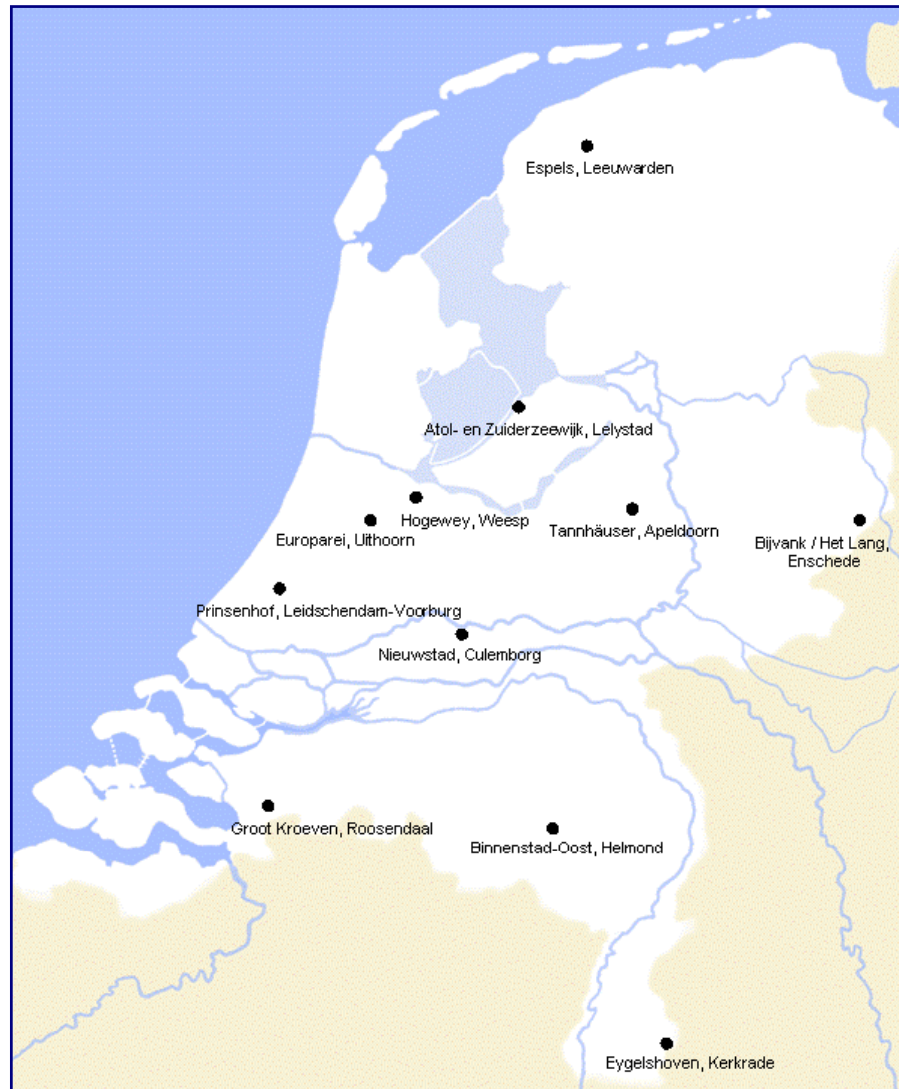 Espels, Leeuwarden
Atol- en Zuiderzeewijk, Lelystad
Hogewey, Weesp
Europarei, Uithoorn
Tannhäuser, Apeldoorn
Bijvank / Het Lang,
Enschede
Prinsenhof, Leidschendam-Voorburg
Nieuwstad, Culemborg
Groot Kroeven, Roosendaal
Binnenstad-Oost, Helmond
Eygelshoven, Kerkrade